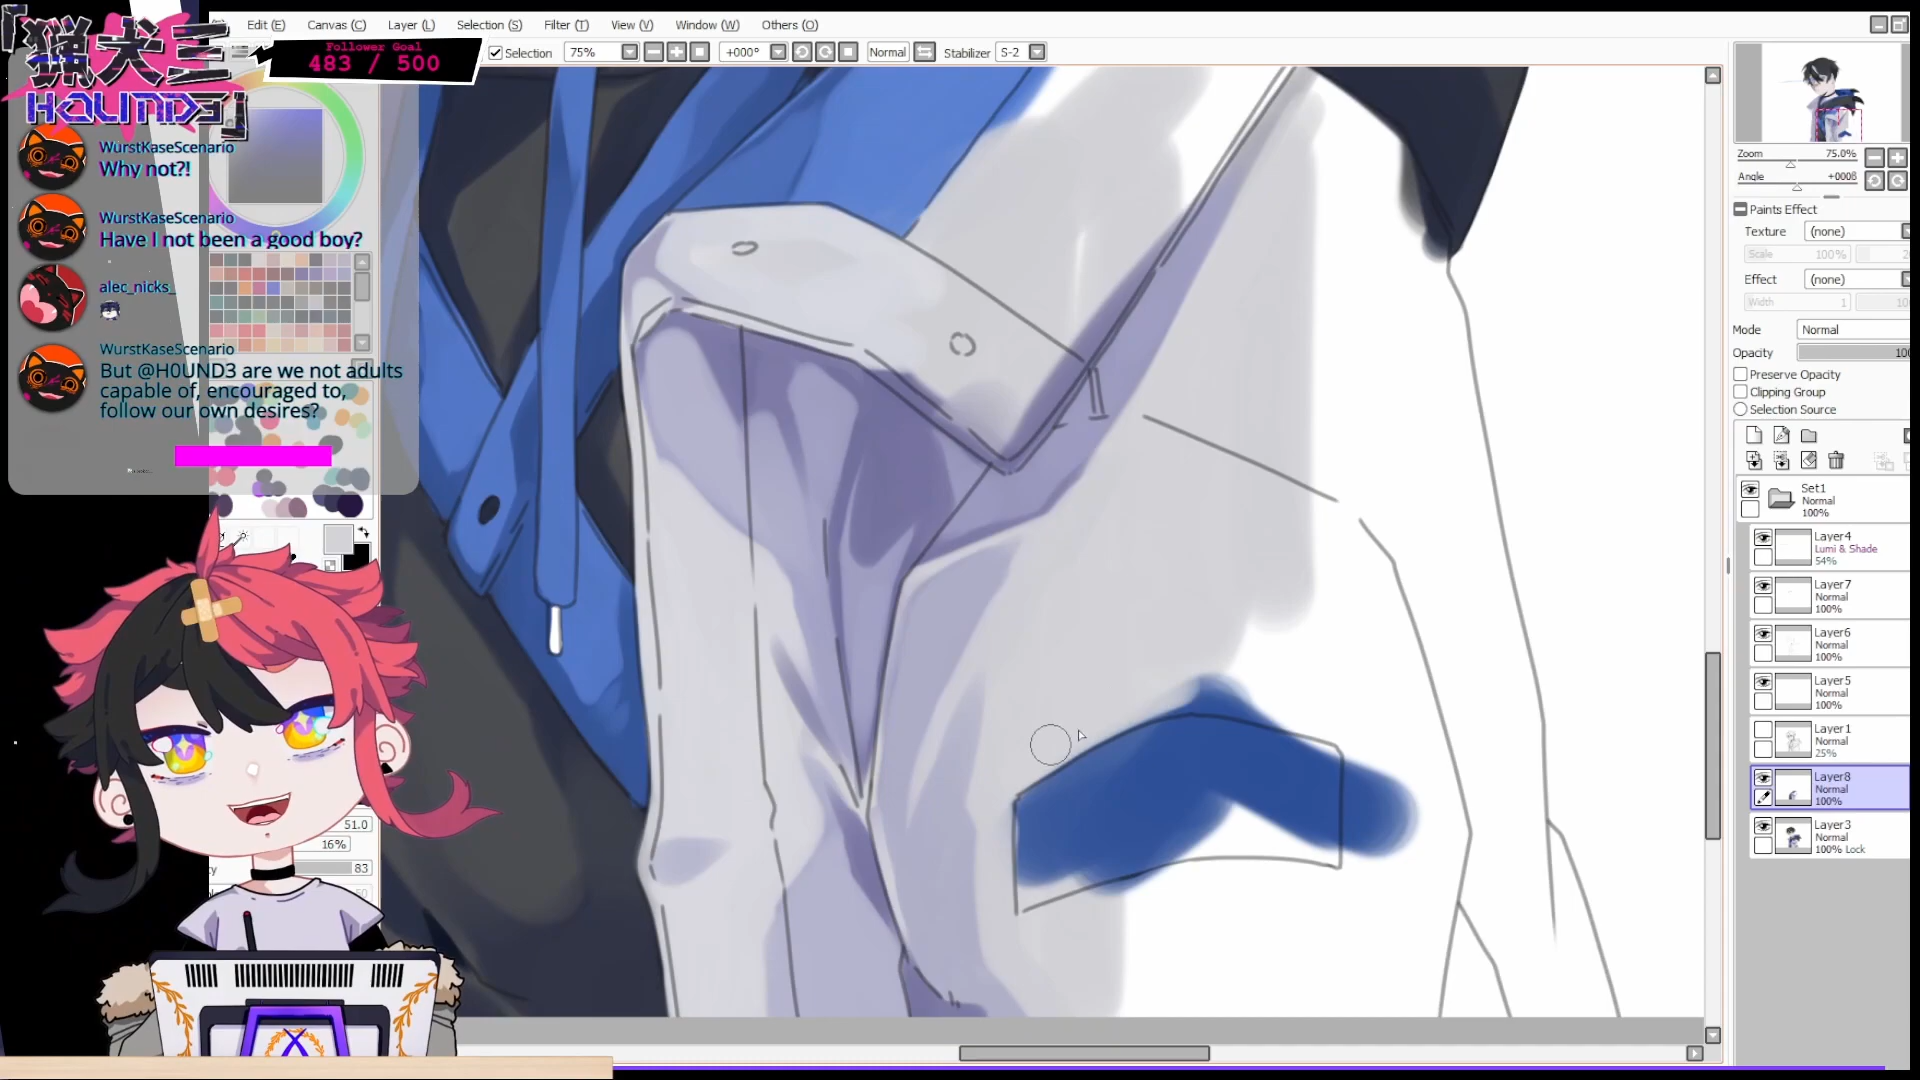 Edit (E)
Canvas (C)
Layer (L)
Selection (S)
Filter (T)
View (V)
Window (W)
Others (O)
「猟犬三
HOUND3」
Follower Goal
483 / 500
Selection
75%
+000°
Normal
Stabilizer
S-2
WurstKaseScenario
Why not?!
WurstKaseScenario
Have I not been a good boy?
alec_nicks_
WurstKaseScenario
But @H0UND3 are we not adults
capable of, encouraged to,
follow our own desires?
51.0
16%
83
Zoom
75.0%
Angle
+0008
Paints Effect
Texture
(none)
Scale
100%
Effect
(none)
Width
1
Mode
Normal
Opacity
100
Preserve Opacity
Clipping Group
Selection Source
Set1
Normal
100%
Layer4
Lumi & Shade
54%
Layer7
Normal
100%
Layer6
Normal
100%
Layer5
Normal
100%
Layer1
Normal
25%
Layer8
Normal
100%
Layer3
Normal
100% Lock